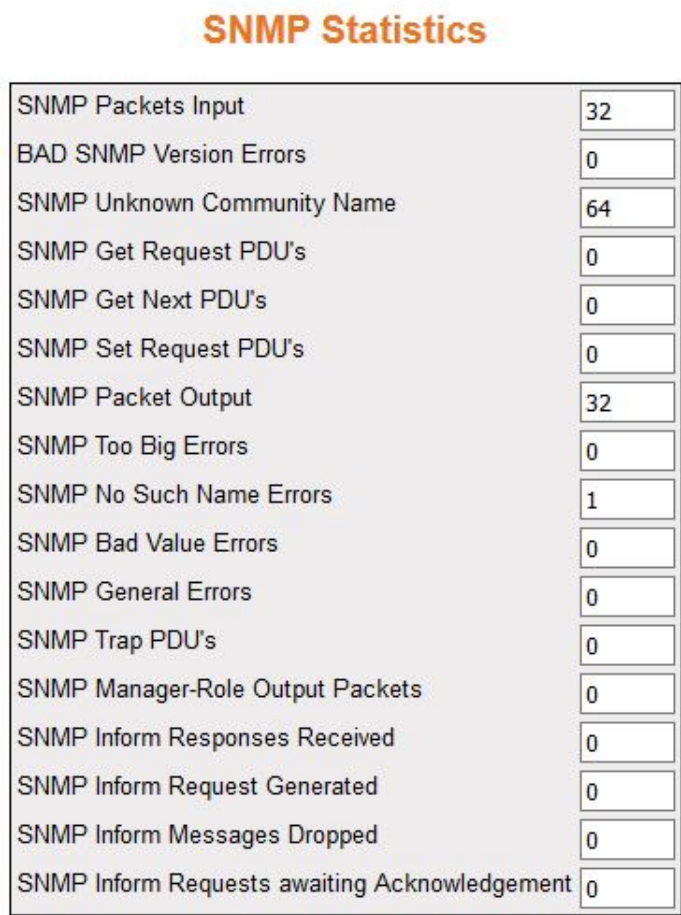 SNMP Statistics
SNMP Packets Input 32
BAD SNMP Version Errors 0
SNMP Unknown Community Name 64
SNMP Get Request PDU's 0
SNMP Get Next PDU's 0
SNMP Set Request PDU's 0
SNMP Packet Output 32
SNMP Too Big Errors 0
SNMP No Such Name Errors 1
SNMP Bad Value Errors 0
SNMP General Errors 0
SNMP Trap PDU's 0
SNMP Manager-Role Output Packets 0
SNMP Inform Responses Received 0
SNMP Inform Request Generated 0
SNMP Inform Messages Dropped 0
SNMP Inform Requests awaiting Acknowledgement 0